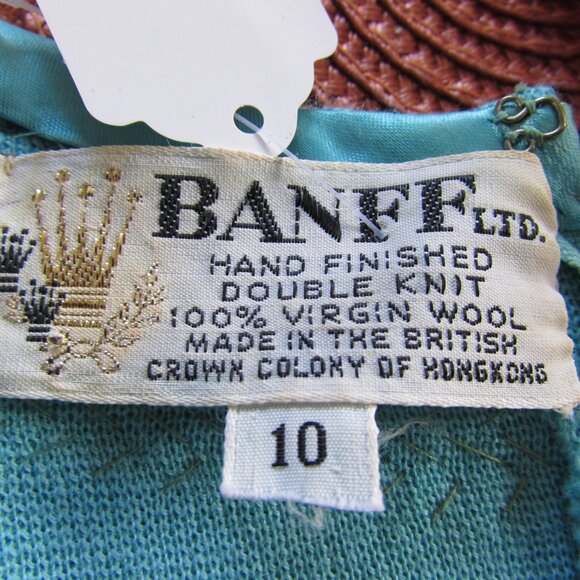 BANFF LTD.
HAND FINISHED
DOUBLE KNIT
100% VIRGIN WOOL
MADE IN THE BRITISH
CROWN COLONY OF HONGKONG
10